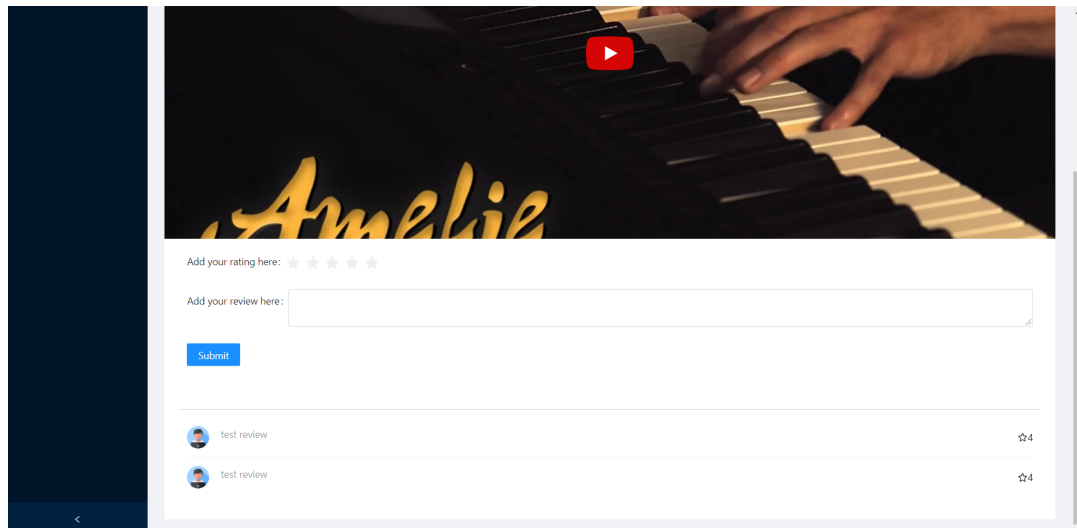 Amelie
Add your rating here:
Add your review here:
Submit
test review
4
test review
4